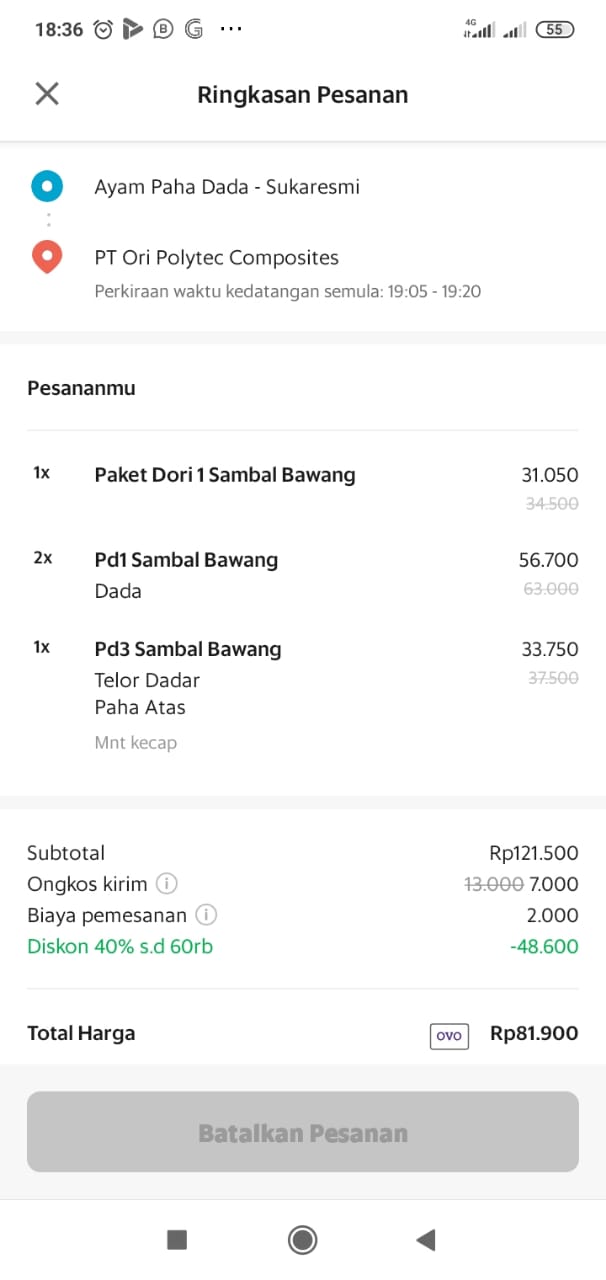 18:36 B G ... 4G 55
Ringkasan Pesanan
Ayam Paha Dada - Sukaresmi
PT Ori Polytec Composites
Perkiraan waktu kedatangan semula: 19:05 - 19:20
Pesananmu
1x Paket Dori 1 Sambal Bawang 31.050
34.500
2x Pd1 Sambal Bawang 56.700
Dada 63.000
1x Pd3 Sambal Bawang 33.750
Telor Dadar 37.500
Paha Atas
Mnt kecap
Subtotal Rp121.500
Ongkos kirim i 13.000 7.000
Biaya pemesanan i 2.000
Diskon 40% s.d 60rb -48.600
Total Harga OVO Rp81.900
Batalkan Pesanan